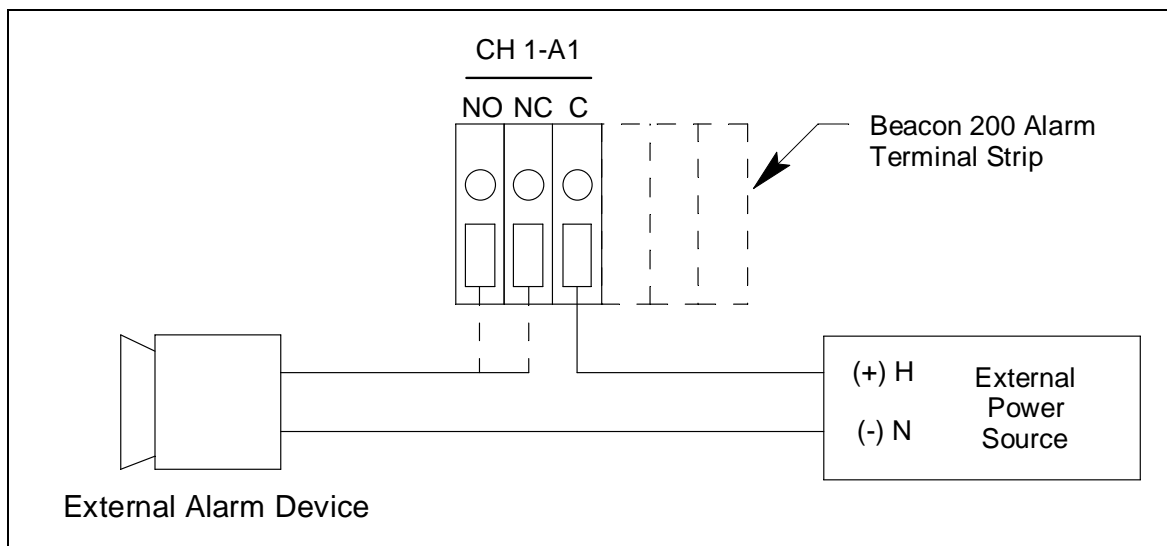 CH 1-A1
NO NC C
Beacon 200 Alarm
Terminal Strip
(+) H
(-) N
External
Power
Source
External Alarm Device